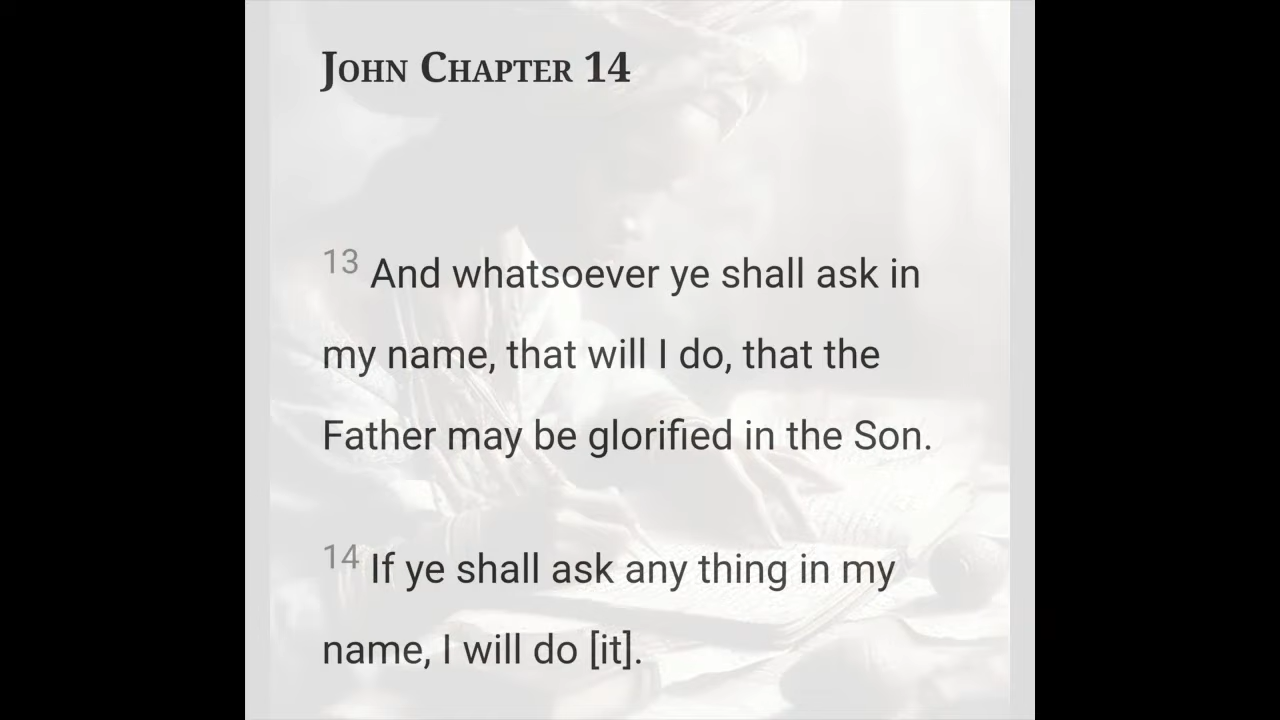 John Chapter 14
13 And whatsoever ye shall ask in
my name, that will I do, that the
Father may be glorified in the Son.
14 If ye shall ask any thing in my
name, I will do [it].